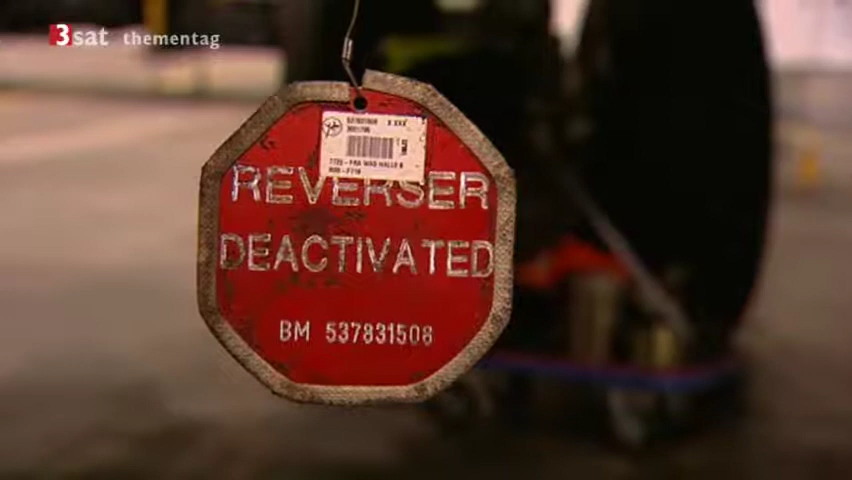 3sat thementag
REVERSER
DEACTIVATED
BM 537831508